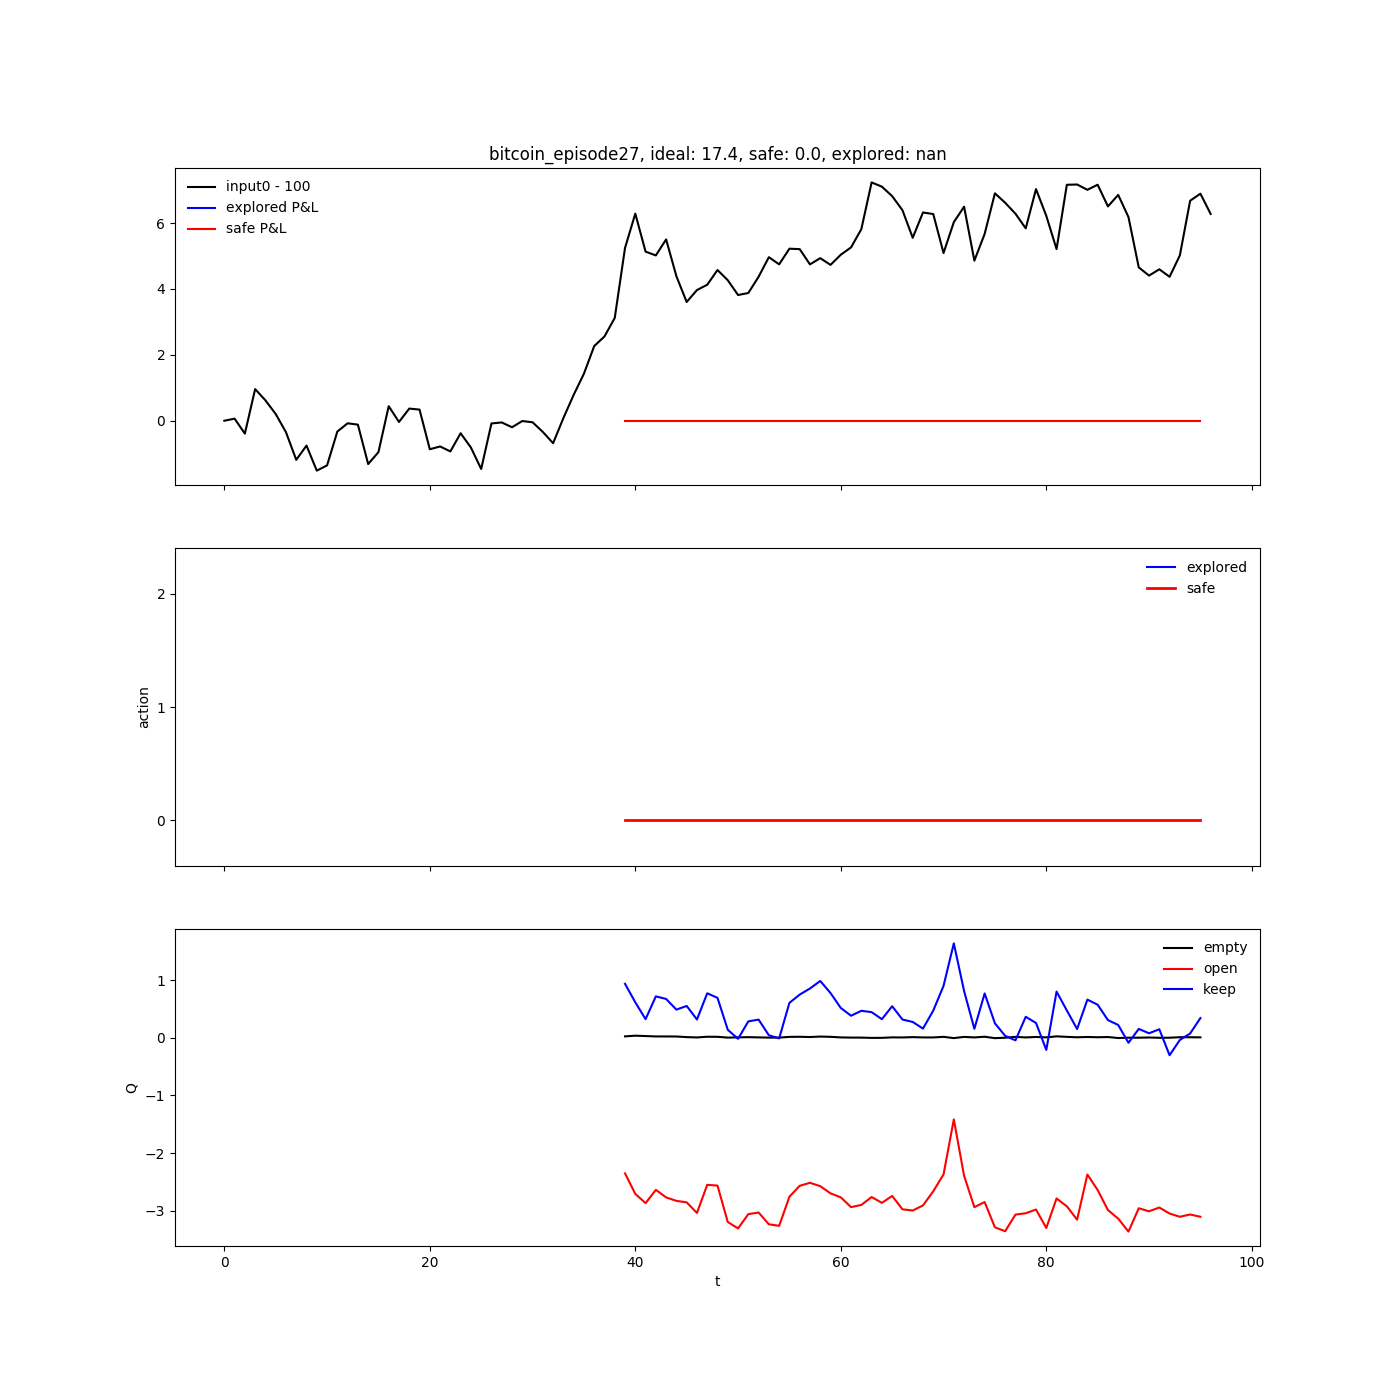 bitcoin_episode27, ideal: 17.4, safe: 0.0, explored: nan
input0 - 100
explored P&L
safe P&L
6
4
2
0
explored
safe
2
1
0
action
empty
open
keep
1
0
−1
−2
−3
Q
0
20
40
60
80
100
t